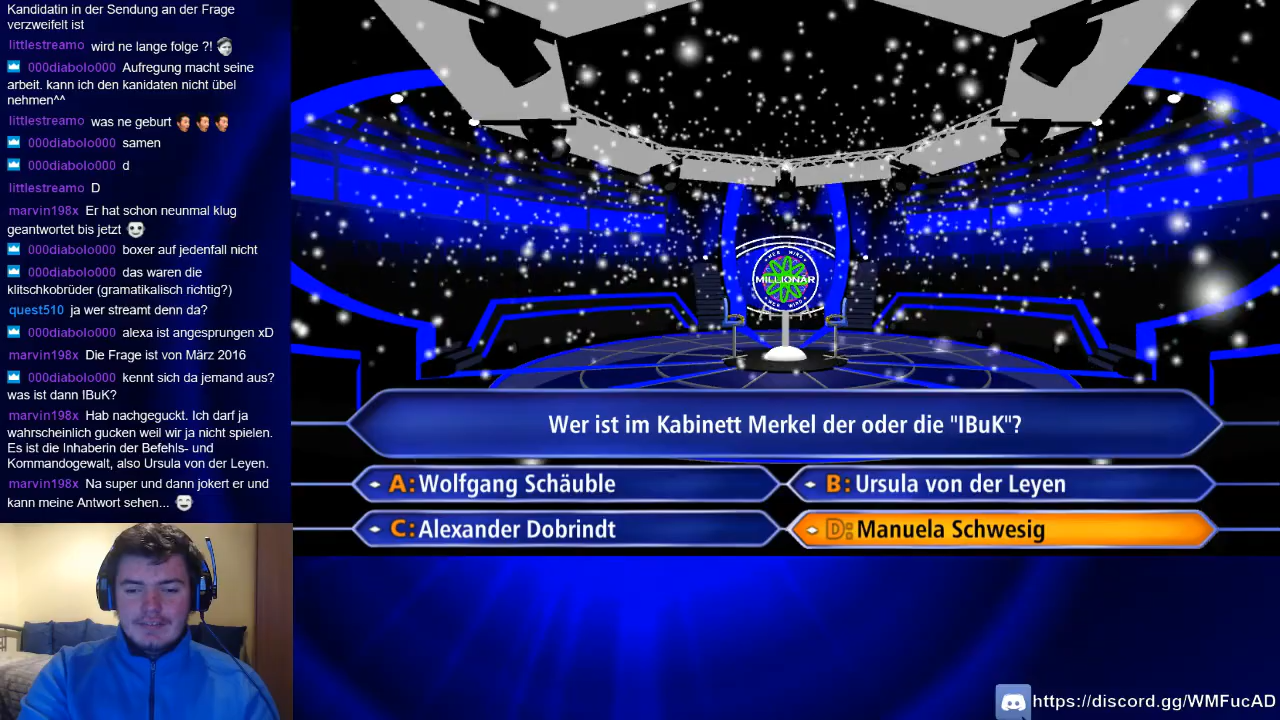 Kandidatin in der Sendung an der Frage
verzweifelt ist
littlestreamo wird ne lange folge ?!
000diabolo000 Aufregung macht seine
arbeit. kann ich den kanidaten nicht übel
nehmen^^
littlestreamo was ne geburt
000diabolo000 samen
000diabolo000 d
littlestreamo D
marvin198x Er hat schon neunmal klug
geantwortet bis jetzt
000diabolo000 boxer auf jedenfall nicht
000diabolo000 das waren die
klitschkobrudis(gramatikalisch richtig?)
quest510 ja wer streamt denn da?
000diabolo000 alexa ist angesprungen xD
marvin198x Die Frage ist von März 2016
000diabolo000 kennt sich da jemand aus?
was ist dann IBuK?
marvin198x Hab nachgeguckt. Ich darf ja
wahrscheinlich gucken weil wir ja nicht spielen.
Es ist die Inhaberin der Befehls- und
Kommandogewalt, also Ursula von der Leyen.
marvin198x Na super und dann jokert er und
kann meine Antwort sehen...
WER WIRD
MILLIONÄR
WER WIRD
Wer ist im Kabinett Merkel der oder die "IBuK"?
A: Wolfgang Schäuble
B: Ursula von der Leyen
C: Alexander Dobrindt
D: Manuela Schwesig
https://discord.gg/WMFucAD